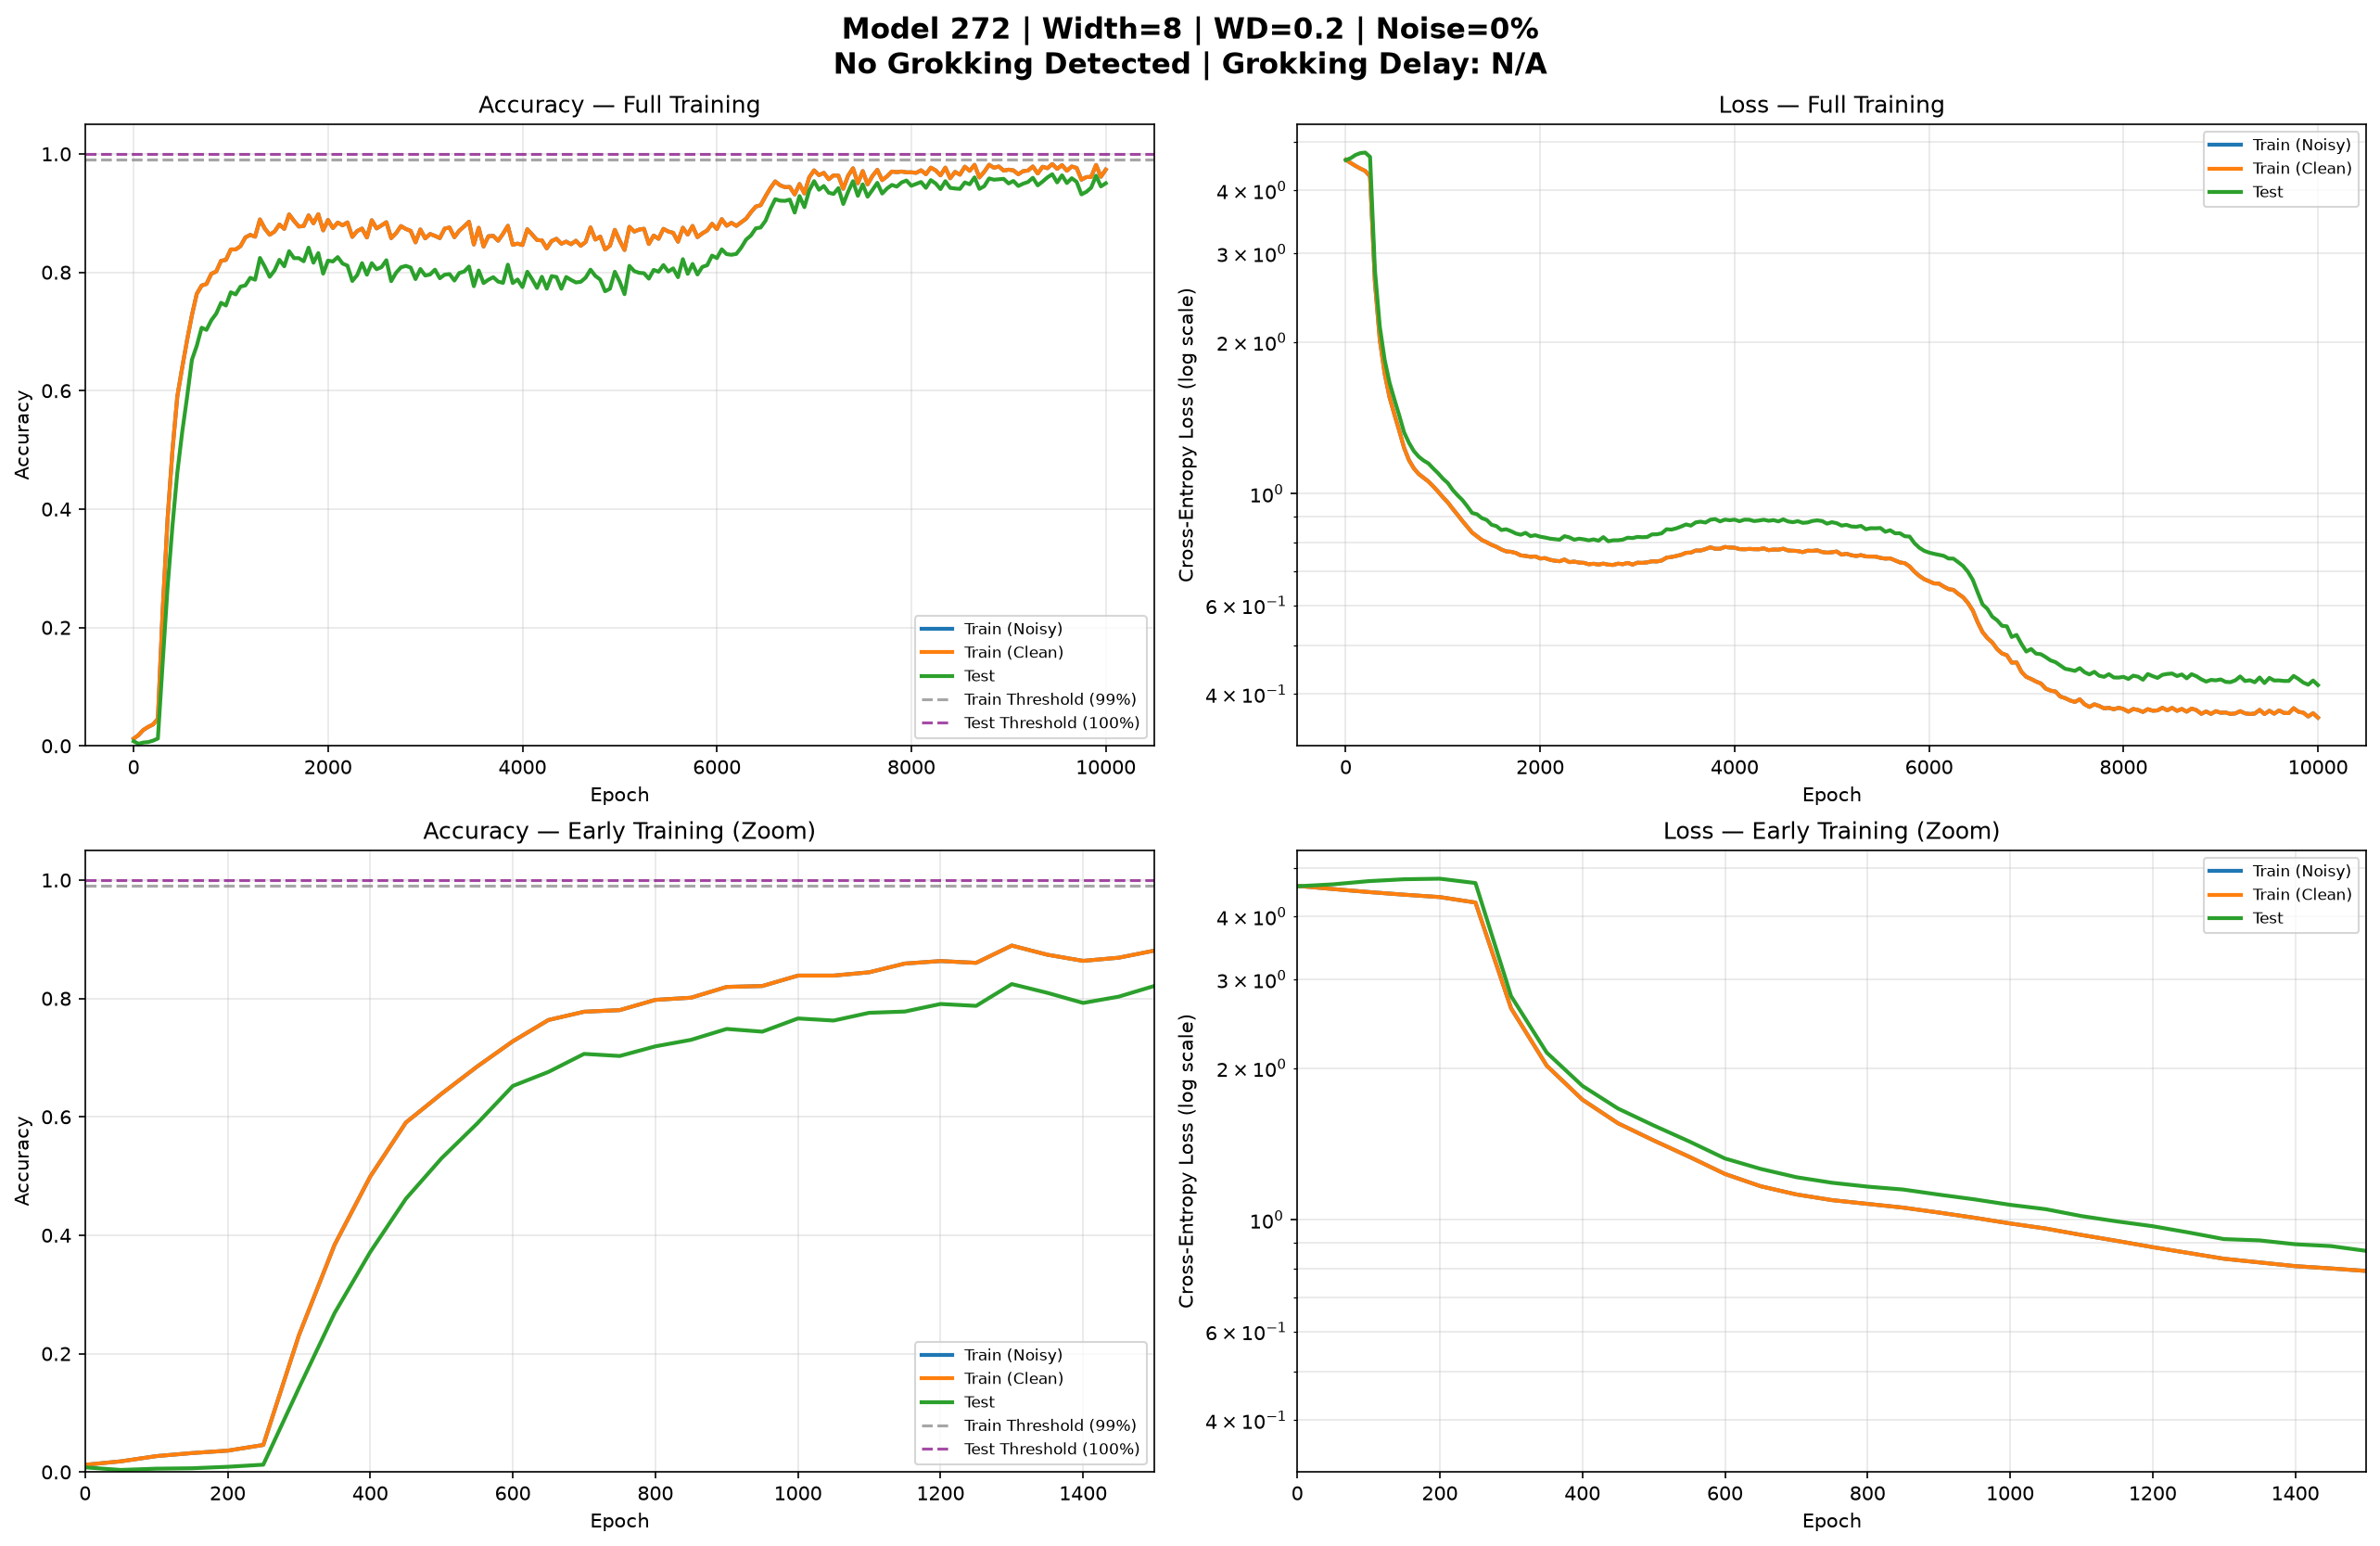 Model 272 | Width=8 | WD=0.2 | Noise=0%
No Grokking Detected | Grokking Delay: N/A
Accuracy — Full Training
1.0
0.8
0.6
0.4
0.2
0.0
Accuracy
0
2000
4000
6000
8000
10000
Epoch
Train (Noisy)
Train (Clean)
Test
Train Threshold (99%)
Test Threshold (100%)
Loss — Full Training
4 × 10⁰
3 × 10⁰
2 × 10⁰
10⁰
6 × 10⁻¹
4 × 10⁻¹
Cross-Entropy Loss (log scale)
0
2000
4000
6000
8000
10000
Epoch
Train (Noisy)
Train (Clean)
Test
Accuracy — Early Training (Zoom)
1.0
0.8
0.6
0.4
0.2
0.0
Accuracy
0
200
400
600
800
1000
1200
1400
Epoch
Train (Noisy)
Train (Clean)
Test
Train Threshold (99%)
Test Threshold (100%)
Loss — Early Training (Zoom)
4 × 10⁰
3 × 10⁰
2 × 10⁰
10⁰
6 × 10⁻¹
4 × 10⁻¹
Cross-Entropy Loss (log scale)
0
200
400
600
800
1000
1200
1400
Epoch
Train (Noisy)
Train (Clean)
Test